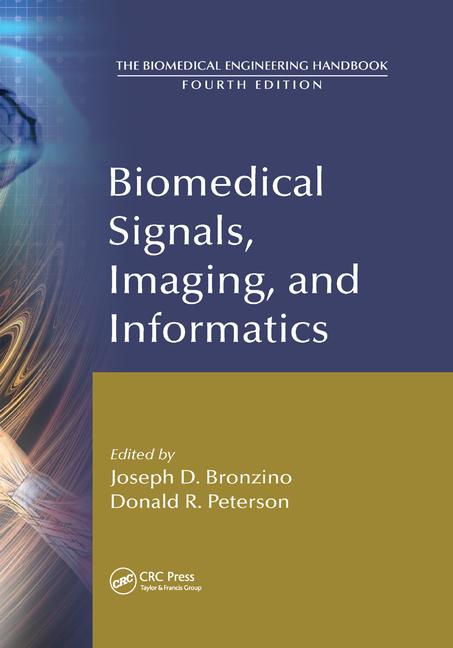 THE BIOMEDICAL ENGINEERING HANDBOOK
FOURTH EDITION
Biomedical
Signals,
Imaging, and
Informatics
Edited by
Joseph D. Bronzino
Donald R. Peterson
CRC
CRC Press
Taylor & Francis Group